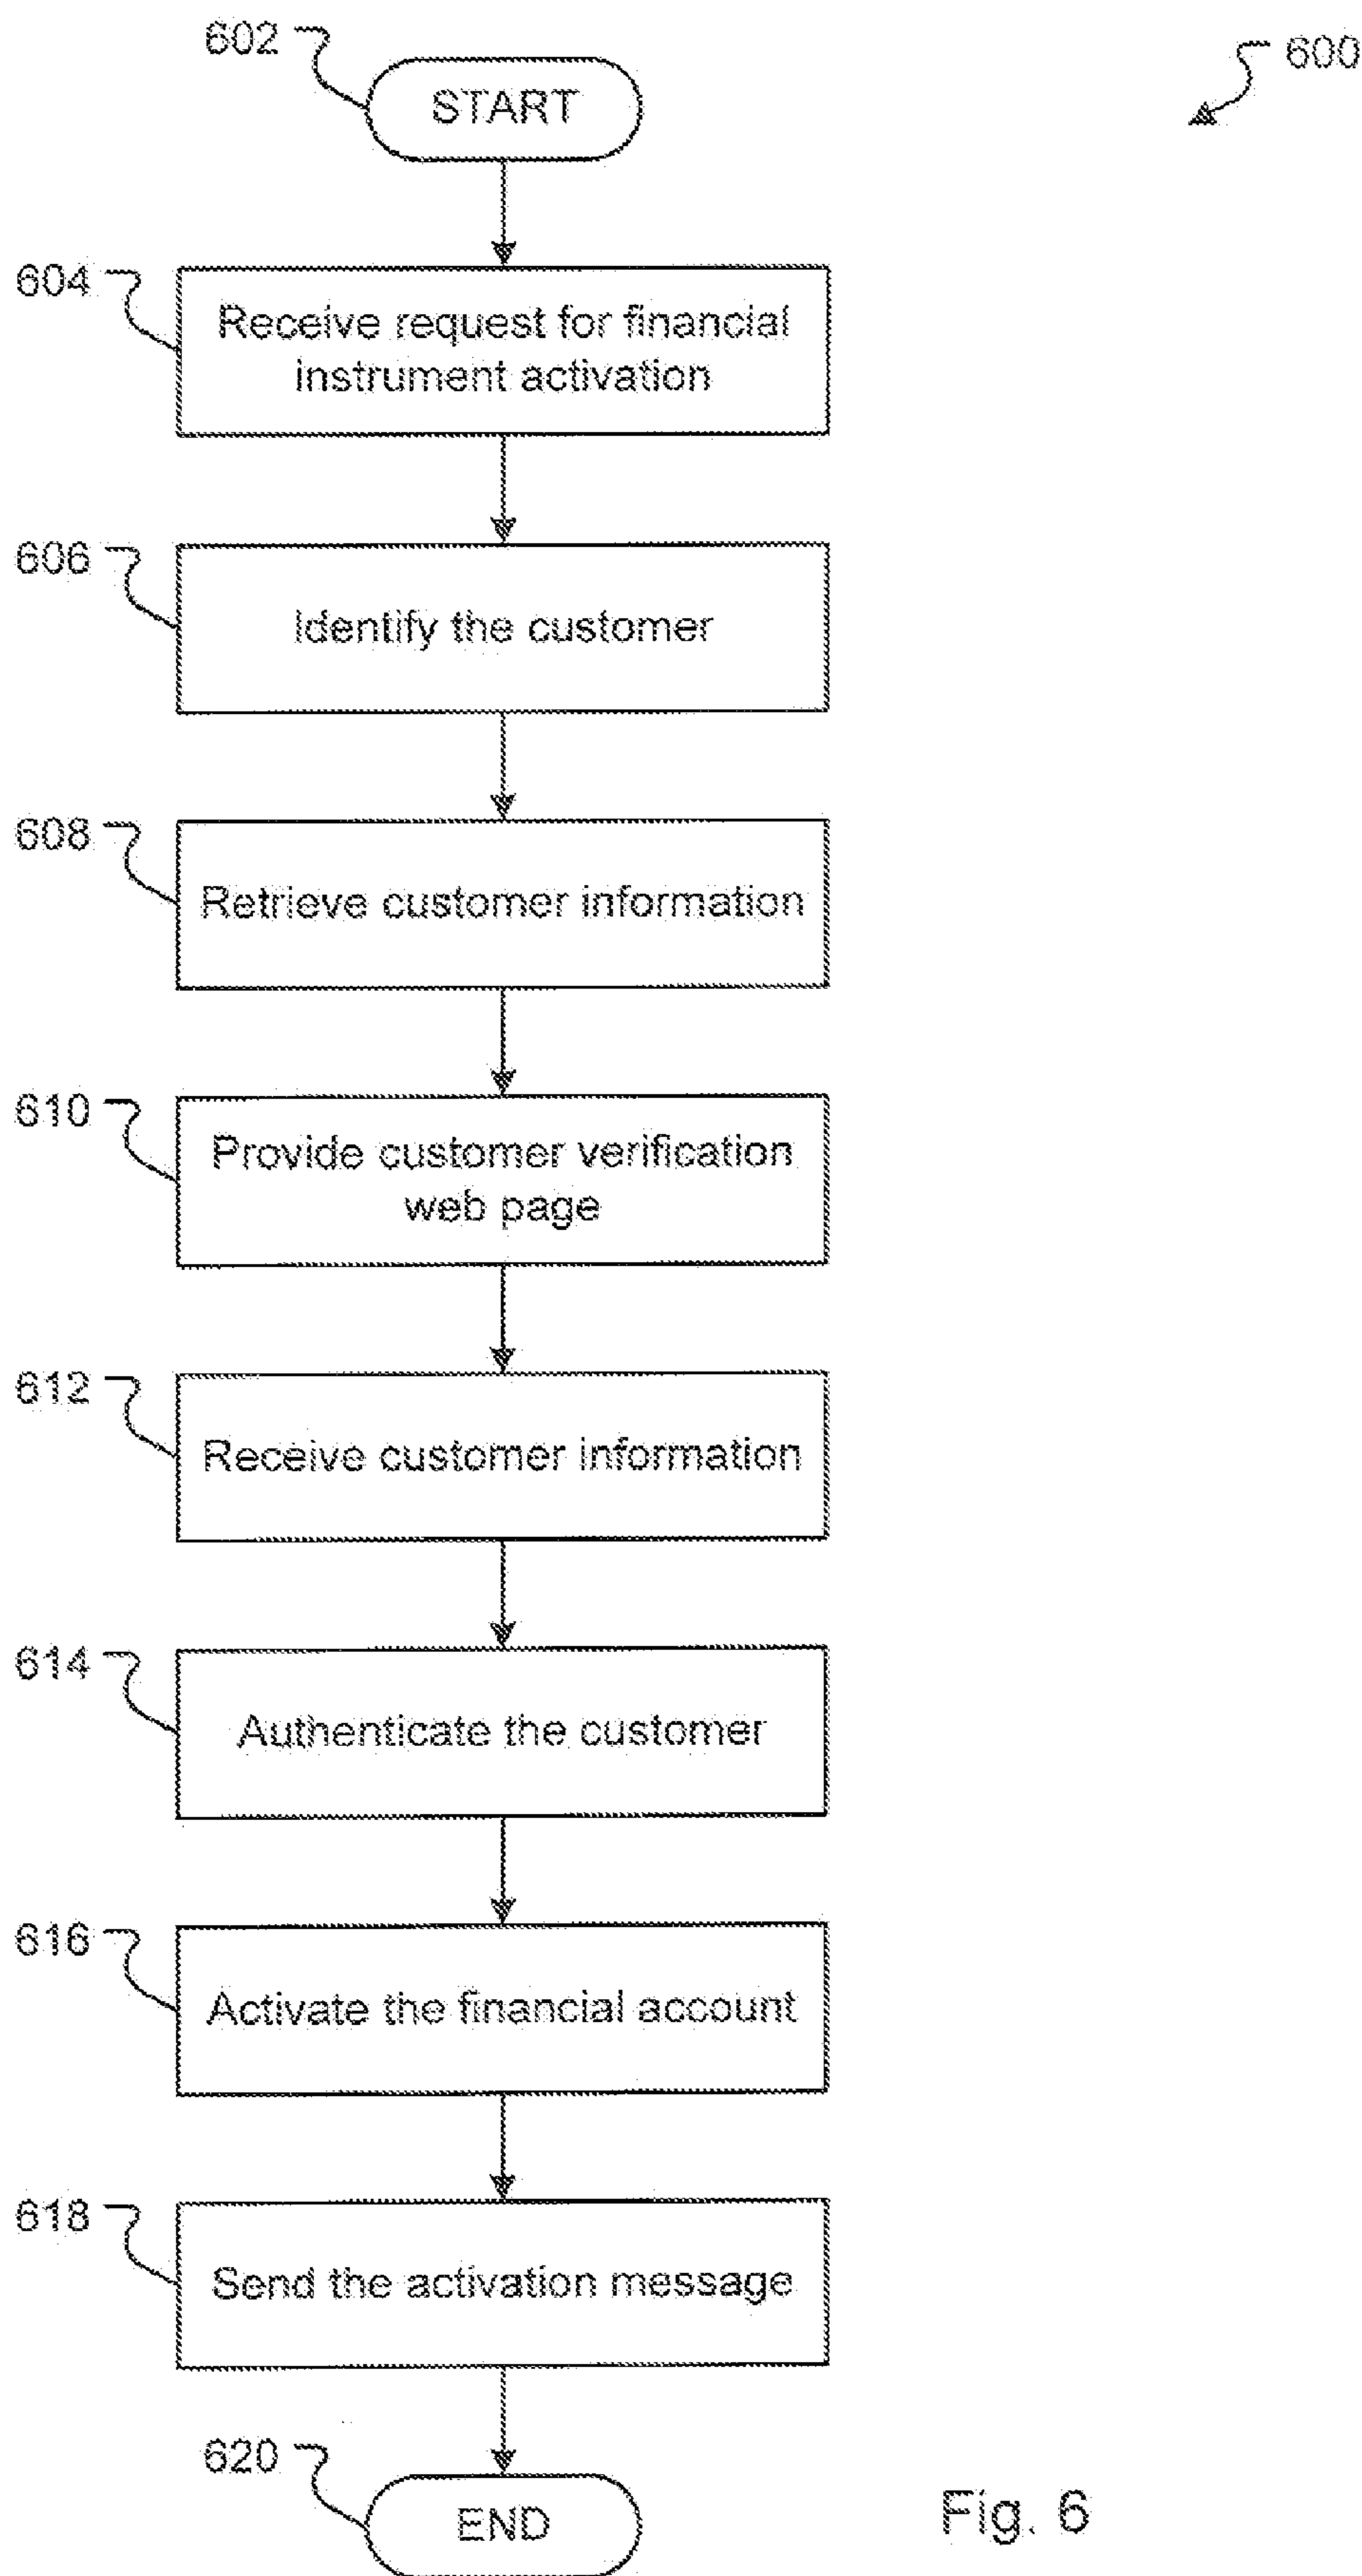 602
START
600
604
Receive request for financial
instrument activation
606
Identify the customer
608
Retrieve customer information
610
Provide customer verification
web page
612
Receive customer information
614
Authenticate the customer
616
Activate the financial account
618
Send the activation message
620
END
Fig. 6